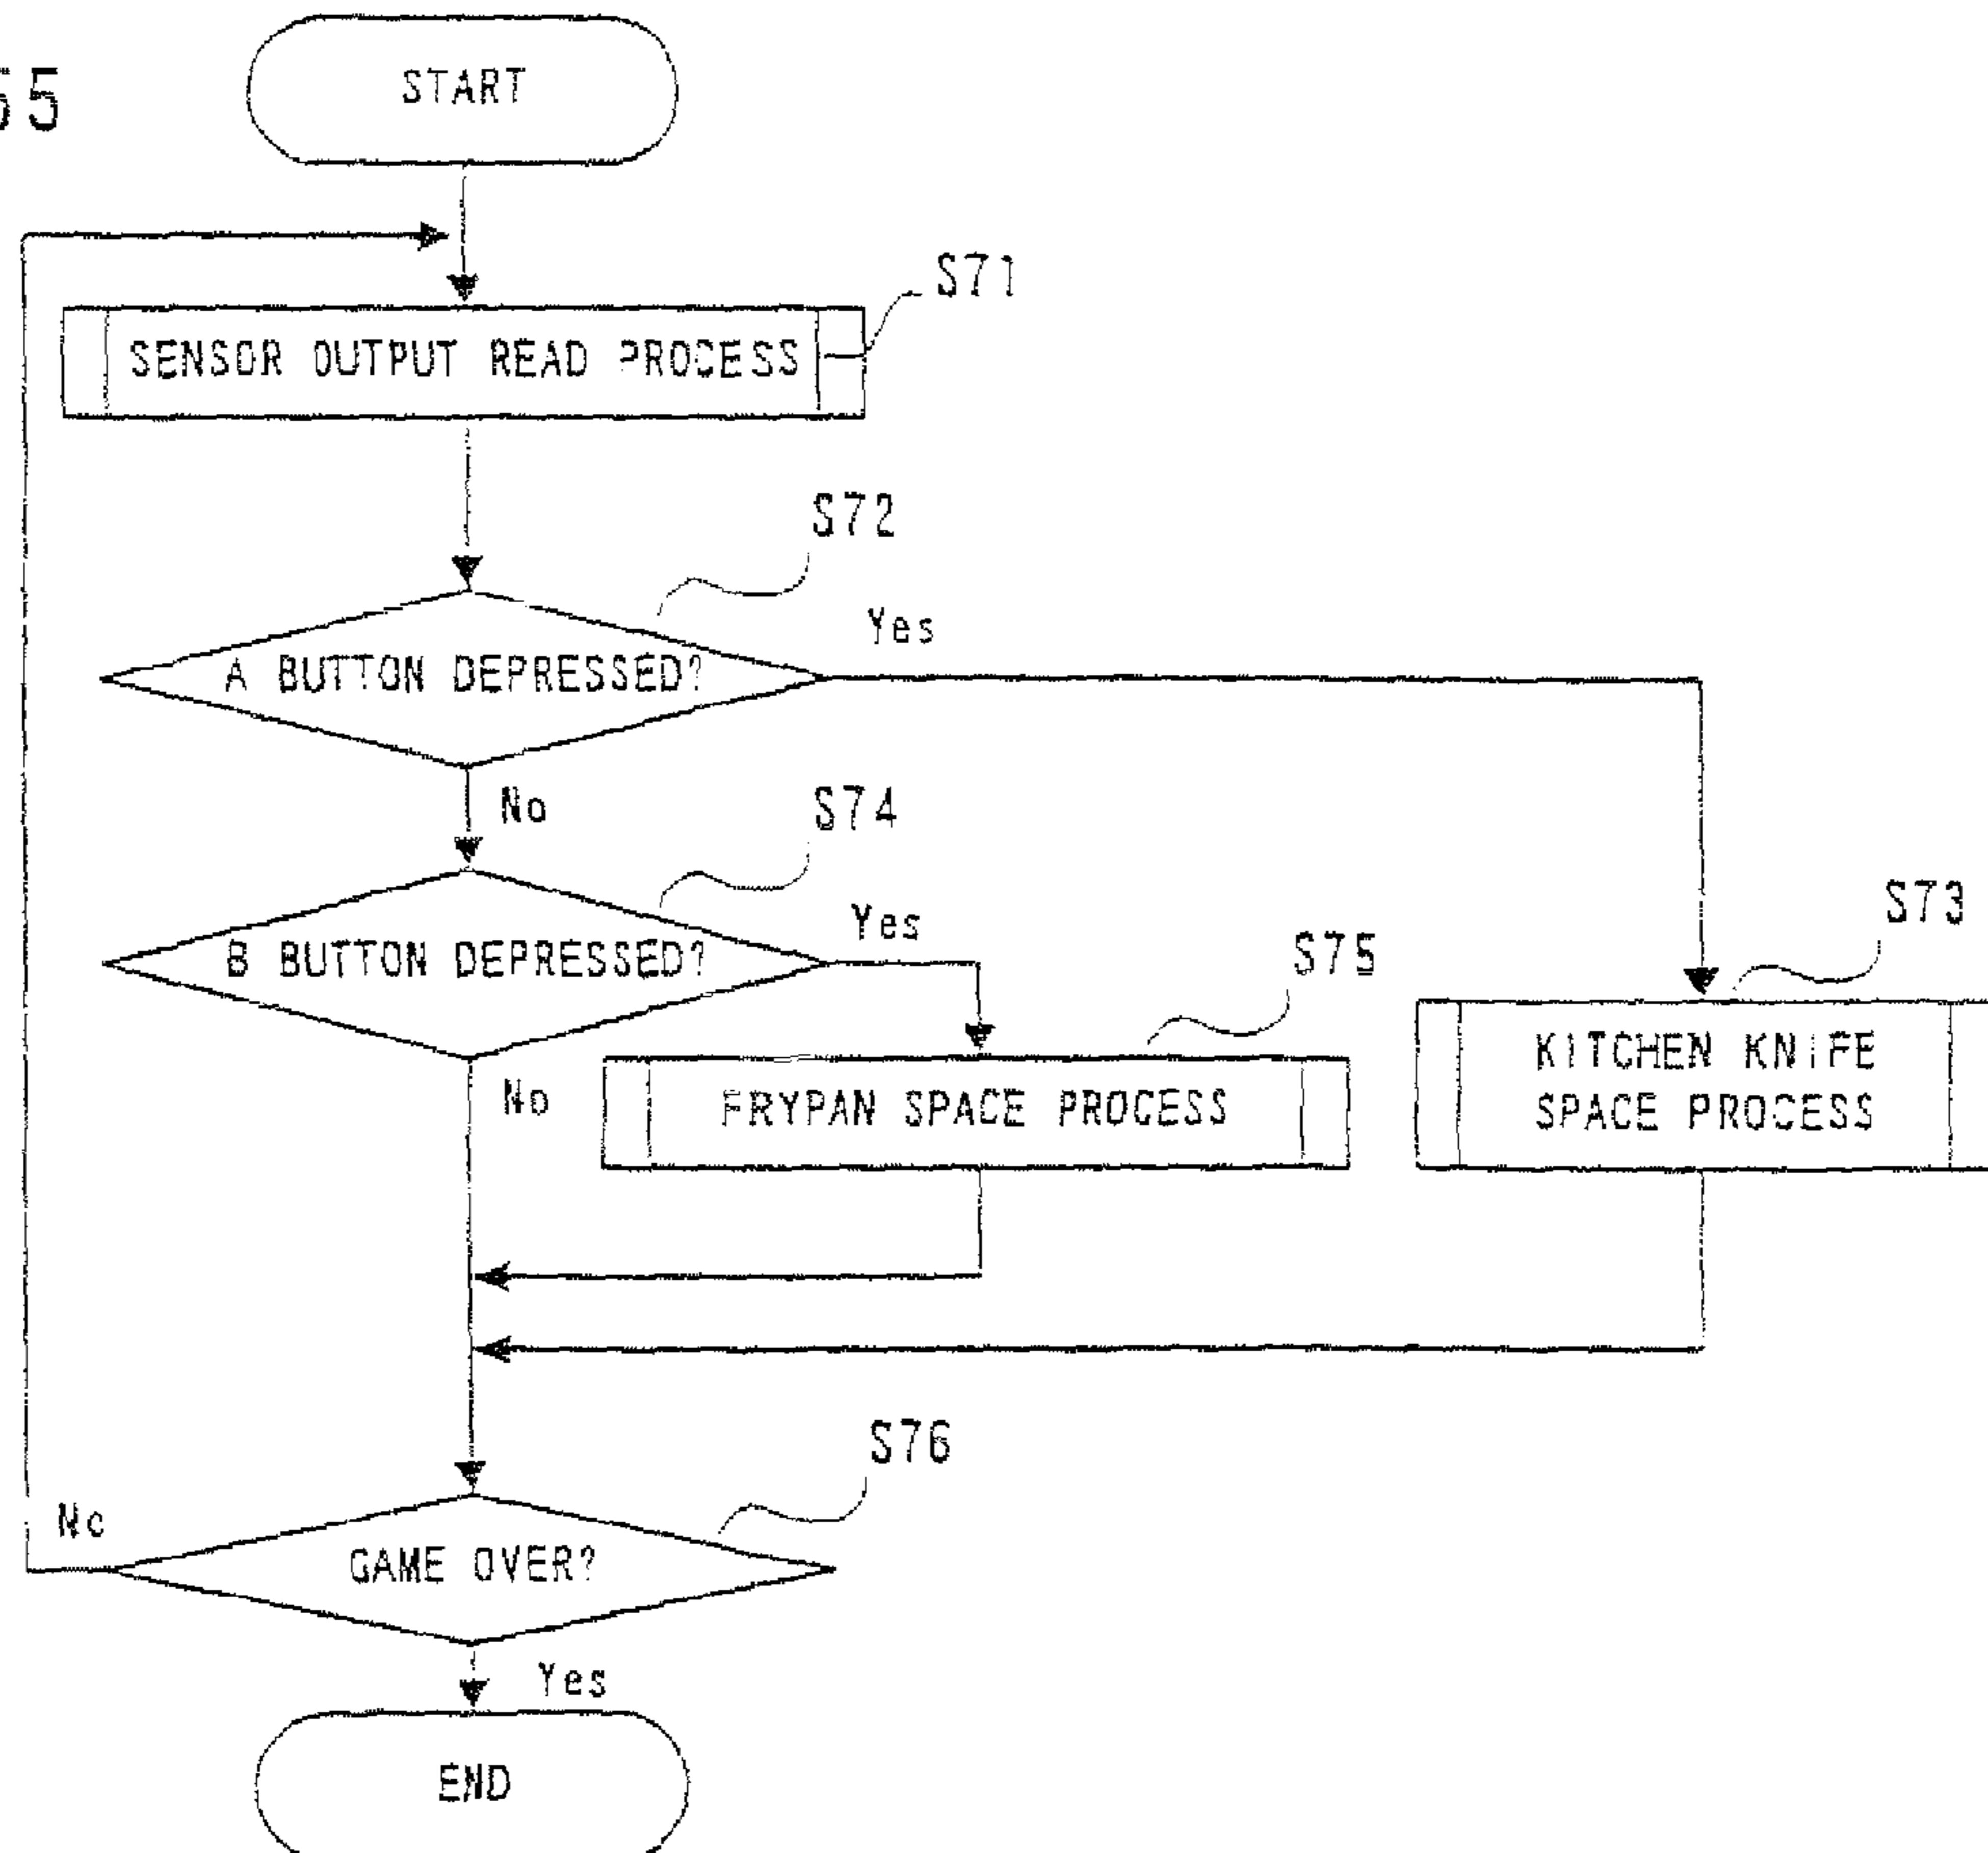 55
START
S71
SENSOR OUTPUT READ PROCESS
S72
A BUTTON DEPRESSED?
Yes
No
S74
B BUTTON DEPRESSED?
Yes
No
S75
FRYPAN SPACE PROCESS
S73
KITCHEN KNIFE
SPACE PROCESS
S76
GAME OVER?
No
Yes
END